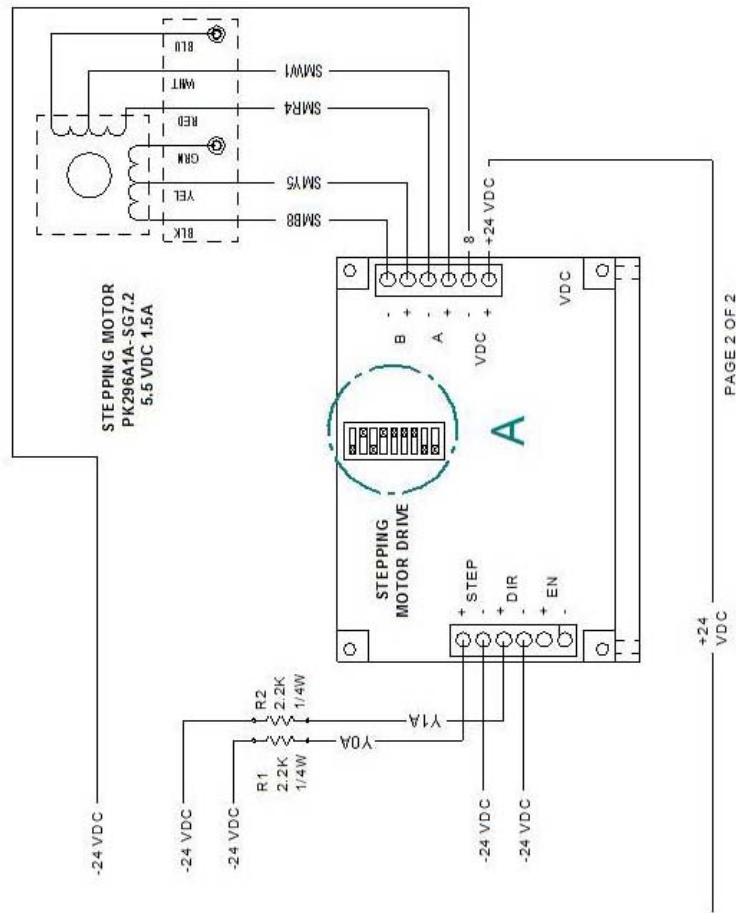 BLU
WHT
RED
GRN
YEL
BLK
SMW1
SMR4
SMY5
SMB8
STEPPING MOTOR
PK296A1A-SG7.2
5.5 VDC 1.5A
-
B
+
-
A
+
-
VDC
+
8
+24 VDC
VDC
STEPPING
MOTOR DRIVE
A
+
STEP
-
+
DIR
-
+
EN
-
R2
2.2K
1/4W
R1
2.2K
1/4W
Y1A
Y0A
-24 VDC
-24 VDC
-24 VDC
-24 VDC
-24 VDC
+24
VDC
PAGE 2 OF 2